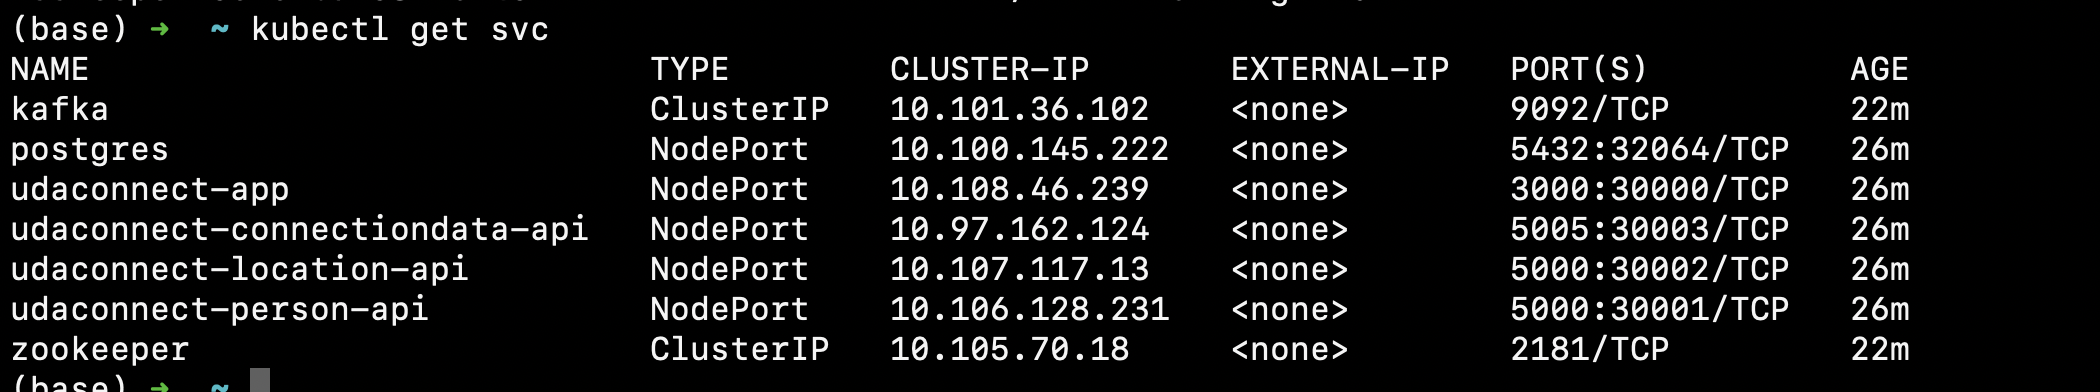 (base) ➜  ~ kubectl get svc
NAME                            TYPE        CLUSTER-IP       EXTERNAL-IP   PORT(S)          AGE
kafka                           ClusterIP   10.101.36.102    <none>        9092/TCP         22m
postgres                        NodePort    10.100.145.222   <none>        5432:32064/TCP   26m
udaconnect-app                  NodePort    10.108.46.239    <none>        3000:30000/TCP   26m
udaconnect-connectiondata-api   NodePort    10.97.162.124    <none>        5005:30003/TCP   26m
udaconnect-location-api         NodePort    10.107.117.13    <none>        5000:30002/TCP   26m
udaconnect-person-api           NodePort    10.106.128.231   <none>        5000:30001/TCP   26m
zookeeper                       ClusterIP   10.105.70.18     <none>        2181/TCP         22m
(base) ➜  ~